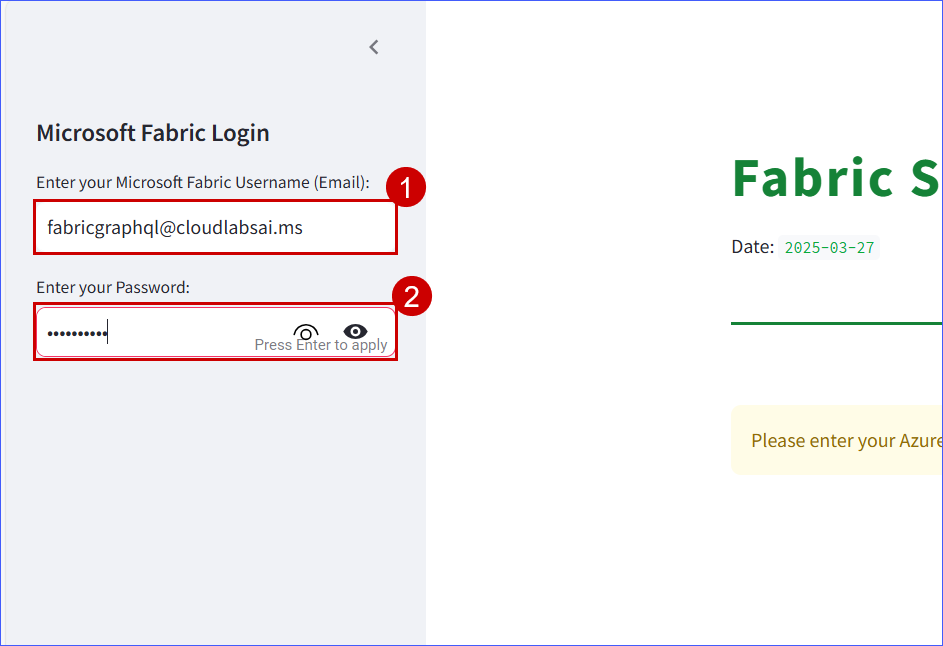 Microsoft Fabric Login
Enter your Microsoft Fabric Username (Email):
1
fabricgraphql@cloudlabsai.ms
Enter your Password:
2
••••••••••
Press Enter to apply
Fabric S
Date: 2025-03-27
Please enter your Azure